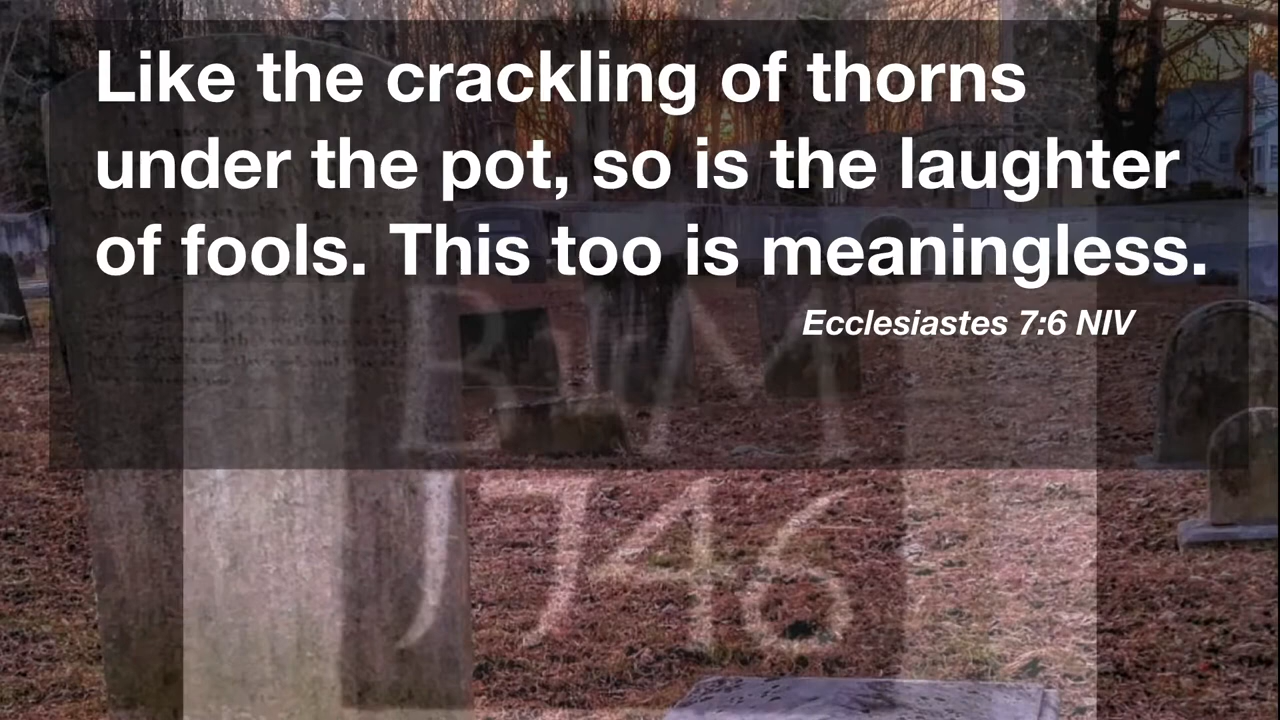 Like the crackling of thorns
under the pot, so is the laughter
of fools. This too is meaningless.
Ecclesiastes 7:6 NIV
B M
1746